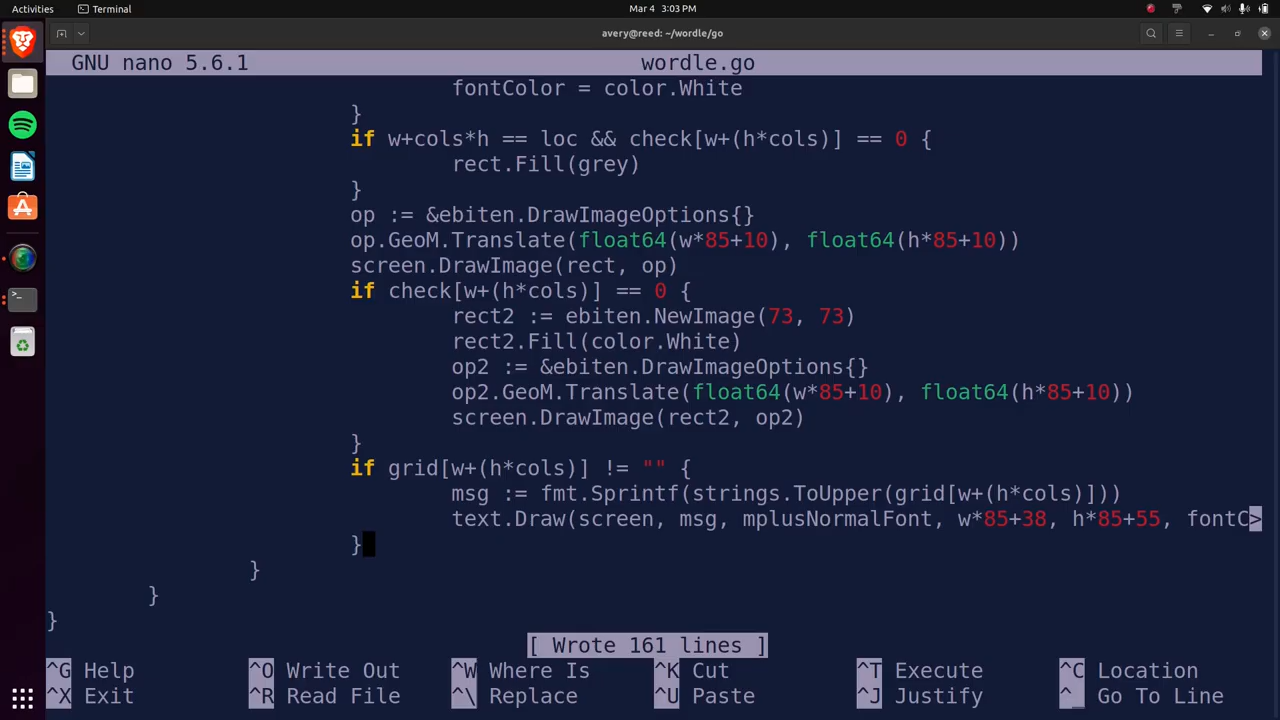 Activities Terminal Mar 4 3:03 PM
avery@reed: ~/wordle/go
GNU nano 5.6.1 wordle.go
fontColor = color.White
}
if w+cols*h == loc && check[w+(h*cols)] == 0 {
rect.Fill(grey)
}
op := &ebiten.DrawImageOptions{}
op.GeoM.Translate(float64(w*85+10), float64(h*85+10))
screen.DrawImage(rect, op)
if check[w+(h*cols)] == 0 {
rect2 := ebiten.NewImage(73, 73)
rect2.Fill(color.White)
op2 := &ebiten.DrawImageOptions{}
op2.GeoM.Translate(float64(w*85+10), float64(h*85+10))
screen.DrawImage(rect2, op2)
}
if grid[w+(h*cols)] != "" {
msg := fmt.Sprintf(strings.ToUpper(grid[w+(h*cols)]))
text.Draw(screen, msg, mplusNormalFont, w*85+38, h*85+55, fontC>
}
}
}
}
[ Wrote 161 lines ]
^G Help ^O Write Out ^W Where Is ^K Cut ^T Execute ^C Location
^X Exit ^R Read File ^\ Replace ^U Paste ^J Justify ^_ Go To Line